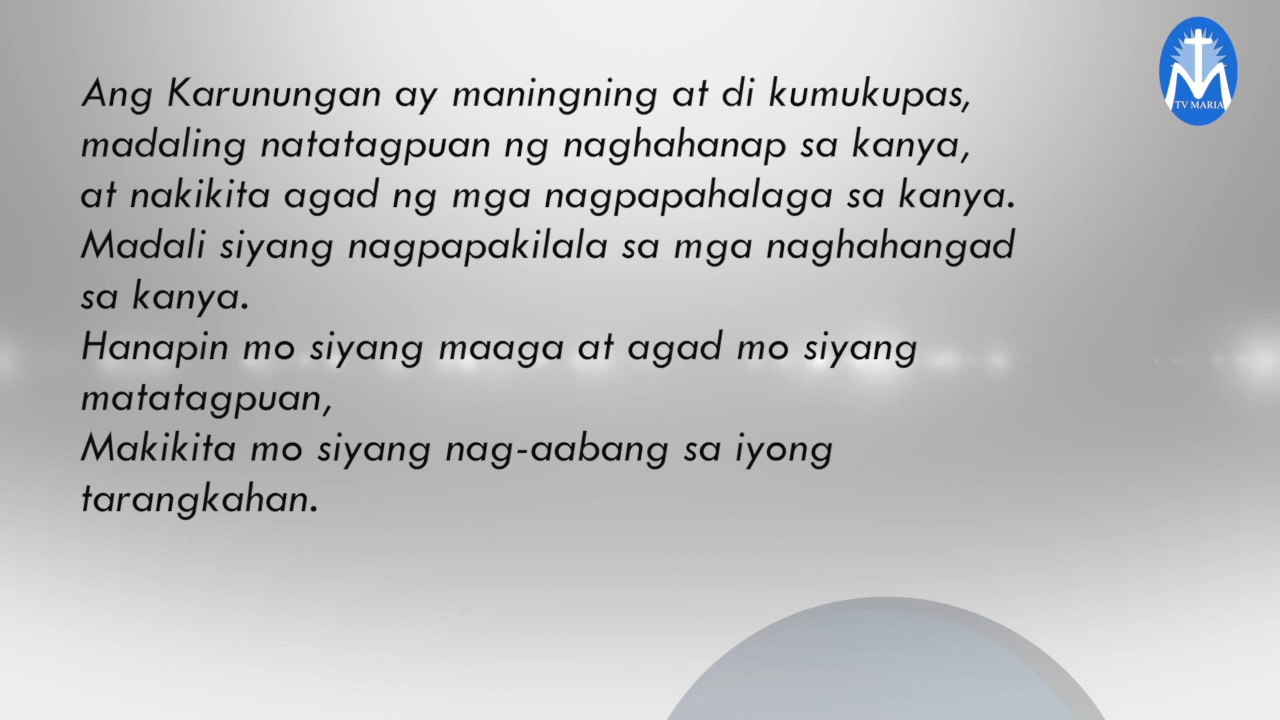 Ang Karunungan ay maningning at di kumukupas,
madaling natatagpuan ng naghahanap sa kanya,
at nakikita agad ng mga nagpapahalaga sa kanya.
Madali siyang nagpapakilala sa mga naghahangad
sa kanya.
Hanapin mo siyang maaga at agad mo siyang
matatagpuan,
Makikita mo siyang nag-aabang sa iyong
tarangkahan.
TV MARIA